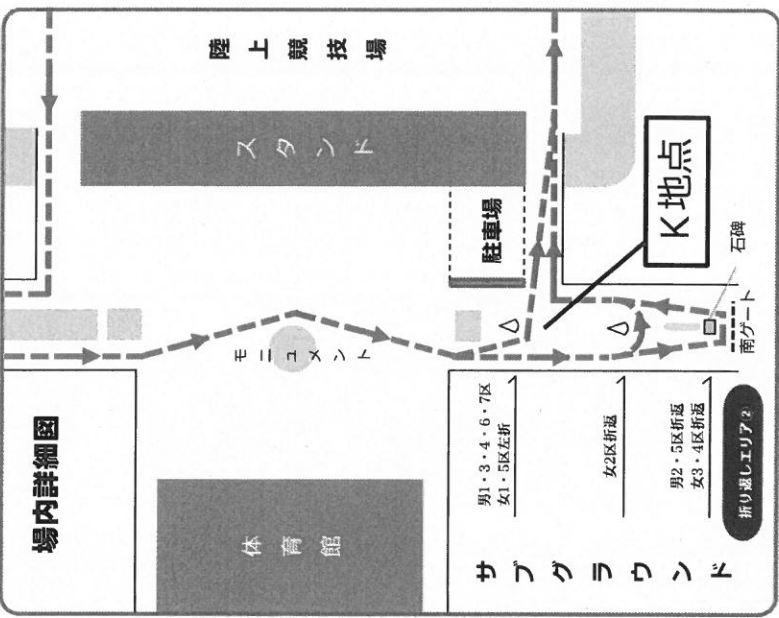 場内詳細図
陸上競技場
スタンド
駐車場
K地点
石碑
南ゲート
モニュメント
体育館
男1・3・4・6・7区
女1・5区左折
女2区折返
男2・5区折返
女3・4区折返
折り返しエリア②
サブグラウンド